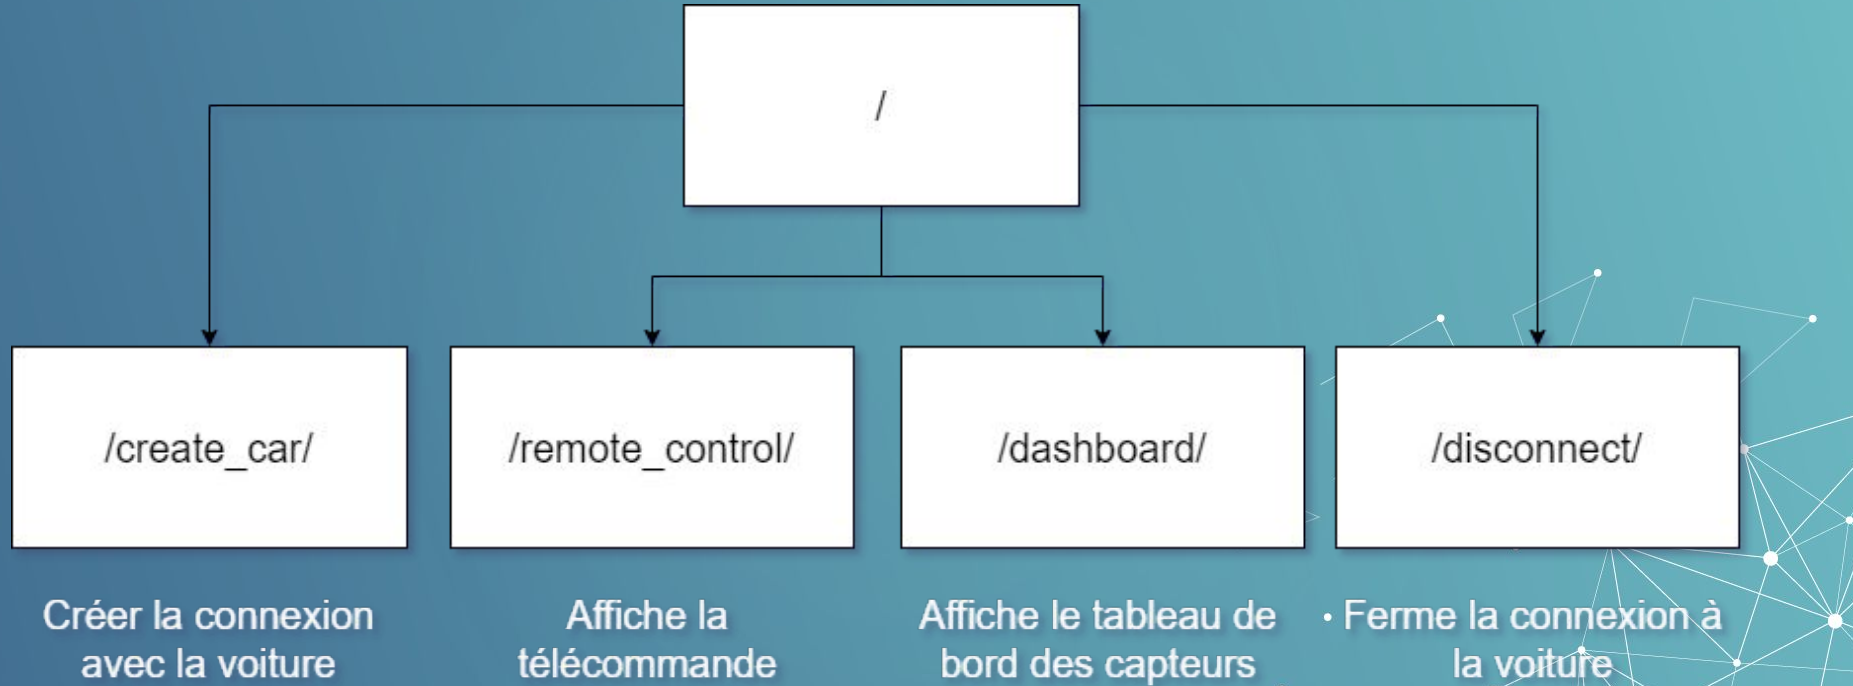 /
/create_car/
/remote_control/
/dashboard/
/disconnect/
Créer la connexion
avec la voiture
Affiche la
télécommande
Affiche le tableau de
bord des capteurs
• Ferme la connexion à
la voiture